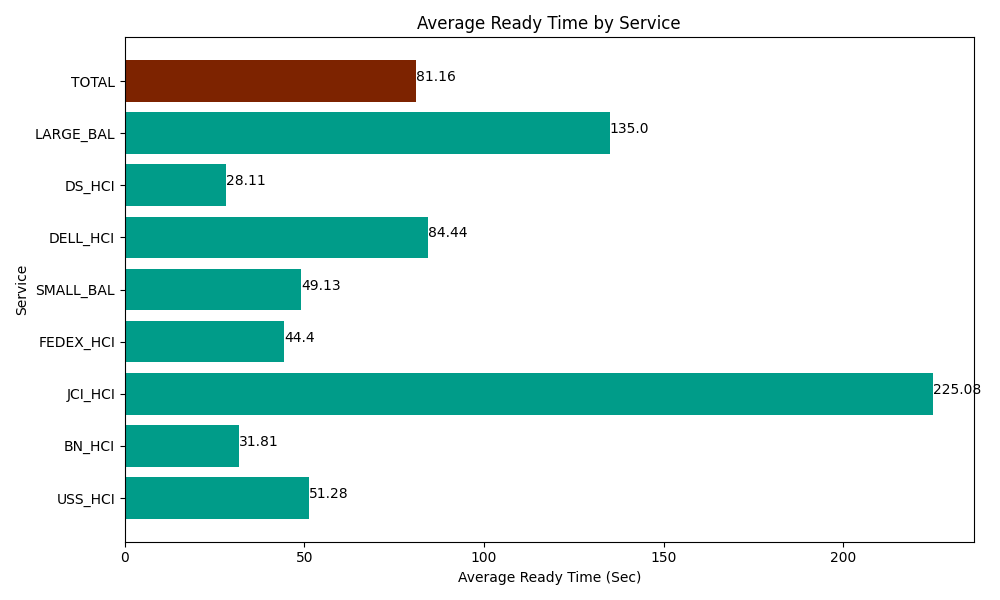 Average Ready Time by Service
TOTAL
81.16
LARGE_BAL
135.0
DS_HCI
28.11
DELL_HCI
84.44
SMALL_BAL
49.13
FEDEX_HCI
44.4
JCI_HCI
225.08
BN_HCI
31.81
USS_HCI
51.28
Service
0
50
100
150
200
Average Ready Time (Sec)